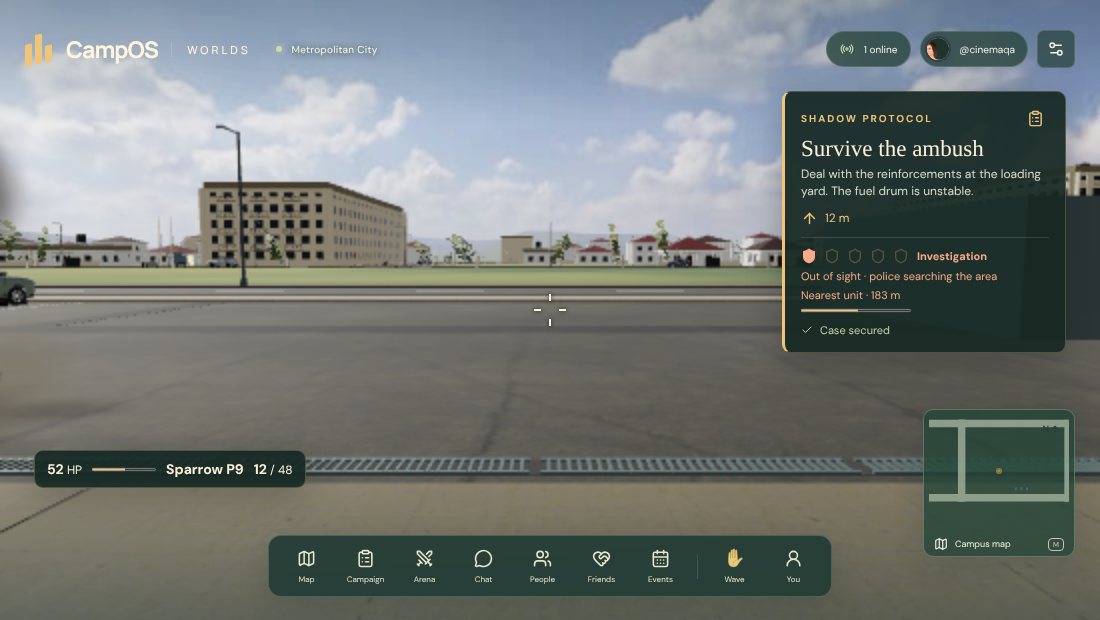 CampOS
WORLDS
Metropolitan City
1 online
@cinemaqa
SHADOW PROTOCOL
Survive the ambush
Deal with the reinforcements at the loading
yard. The fuel drum is unstable.
12 m
Investigation
Out of sight · police searching the area
Nearest unit · 183 m
Case secured
52 HP
Sparrow P9 12 / 48
Campus map
M
Map
Campaign
Arena
Chat
People
Friends
Events
Wave
You